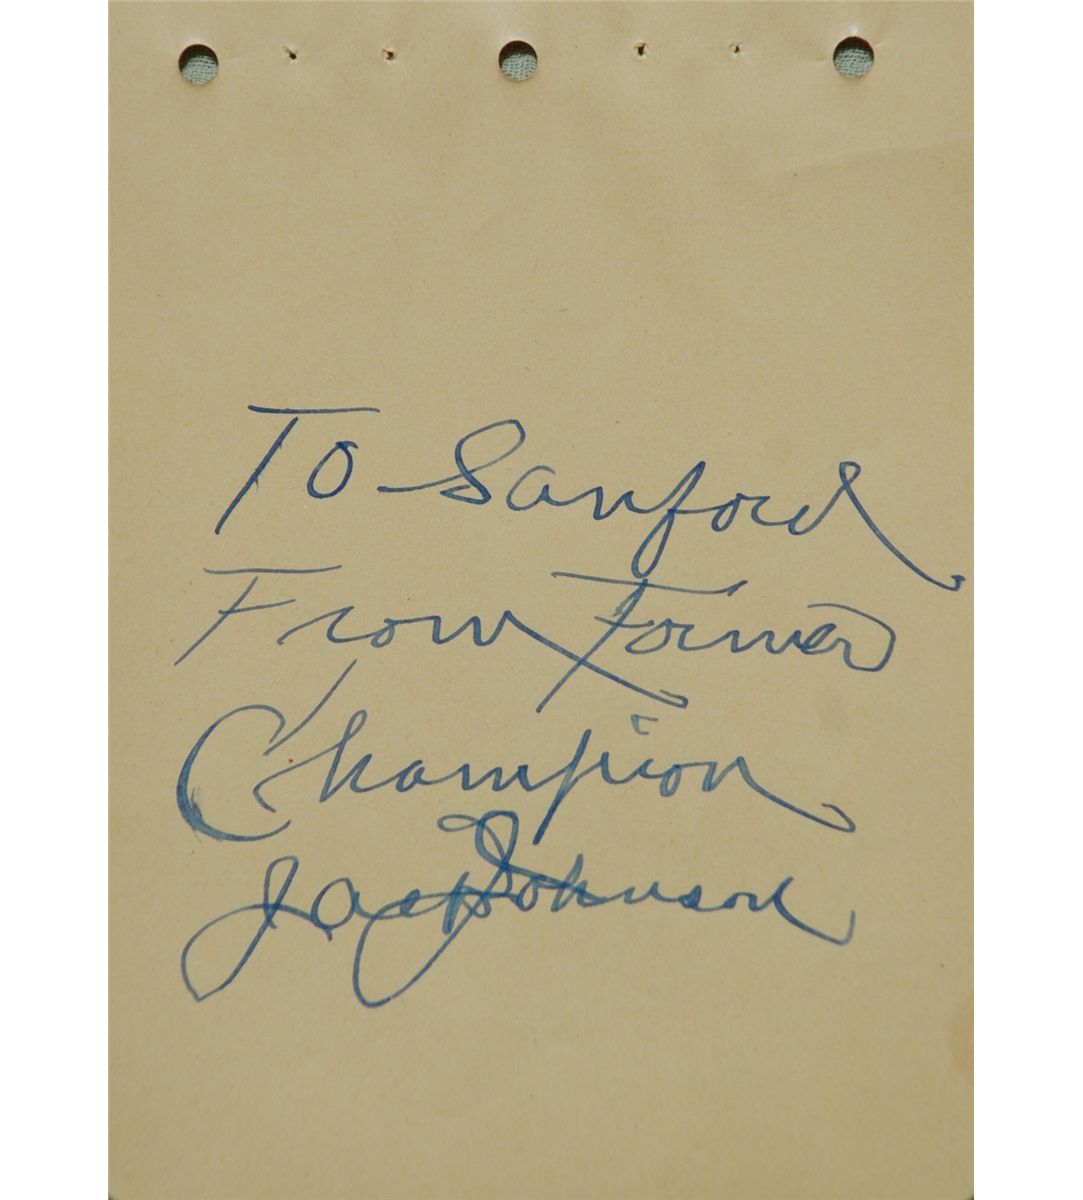 To Sanford
From Former
Champion
Jack Johnson